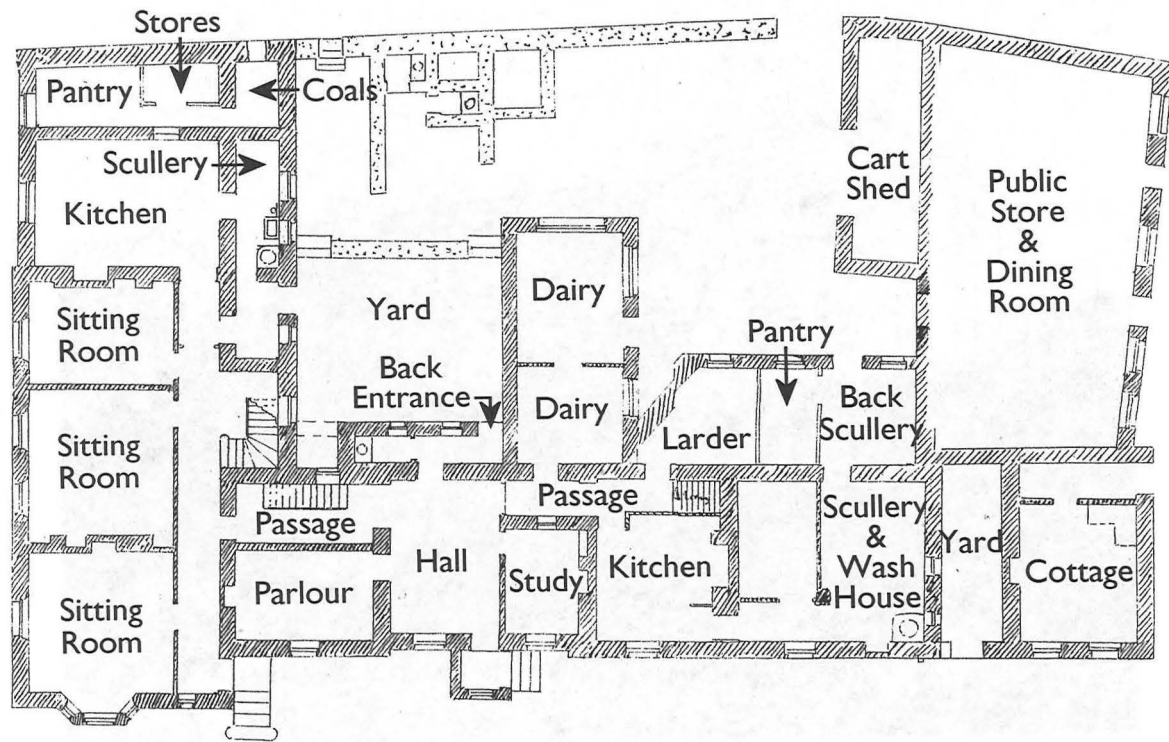 Stores
Pantry
Coals
Scullery
Kitchen
Sitting
Room
Sitting
Room
Sitting
Room
Yard
Back
Entrance
Dairy
Dairy
Pantry
Larder
Back
Scullery
Cart
Shed
Public
Store
&
Dining
Room
Passage
Parlour
Hall
Passage
Study
Kitchen
Scullery
&
Wash
House
Yard
Cottage